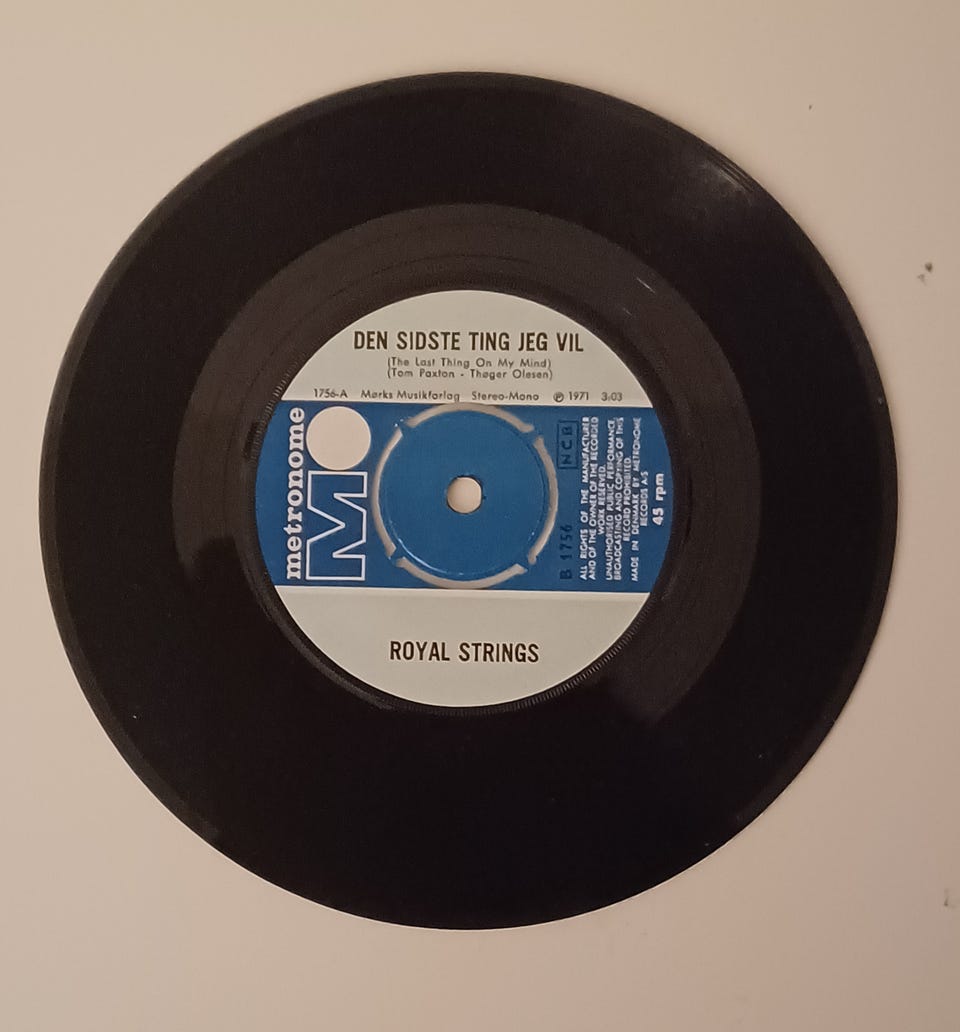 DEN SIDSTE TING JEG VIL
(The Last Thing On My Mind)
(Tom Paxton - Thøger Olesen)
1756-A Mørks Musikforlag Stereo-Mono ℗ 1971 3:03
metronome
M
NCB
B 1756
ALL RIGHTS OF THE MANUFACTURER
AND OF THE OWNER OF THE RECORDED
WORK RESERVED.
UNAUTHORISED PUBLIC PERFORMANCE,
BROADCASTING AND COPYING OF THIS
RECORD PROHIBITED.
MADE IN DENMARK BY METRONOME
RECORDS A/S
45 rpm
ROYAL STRINGS